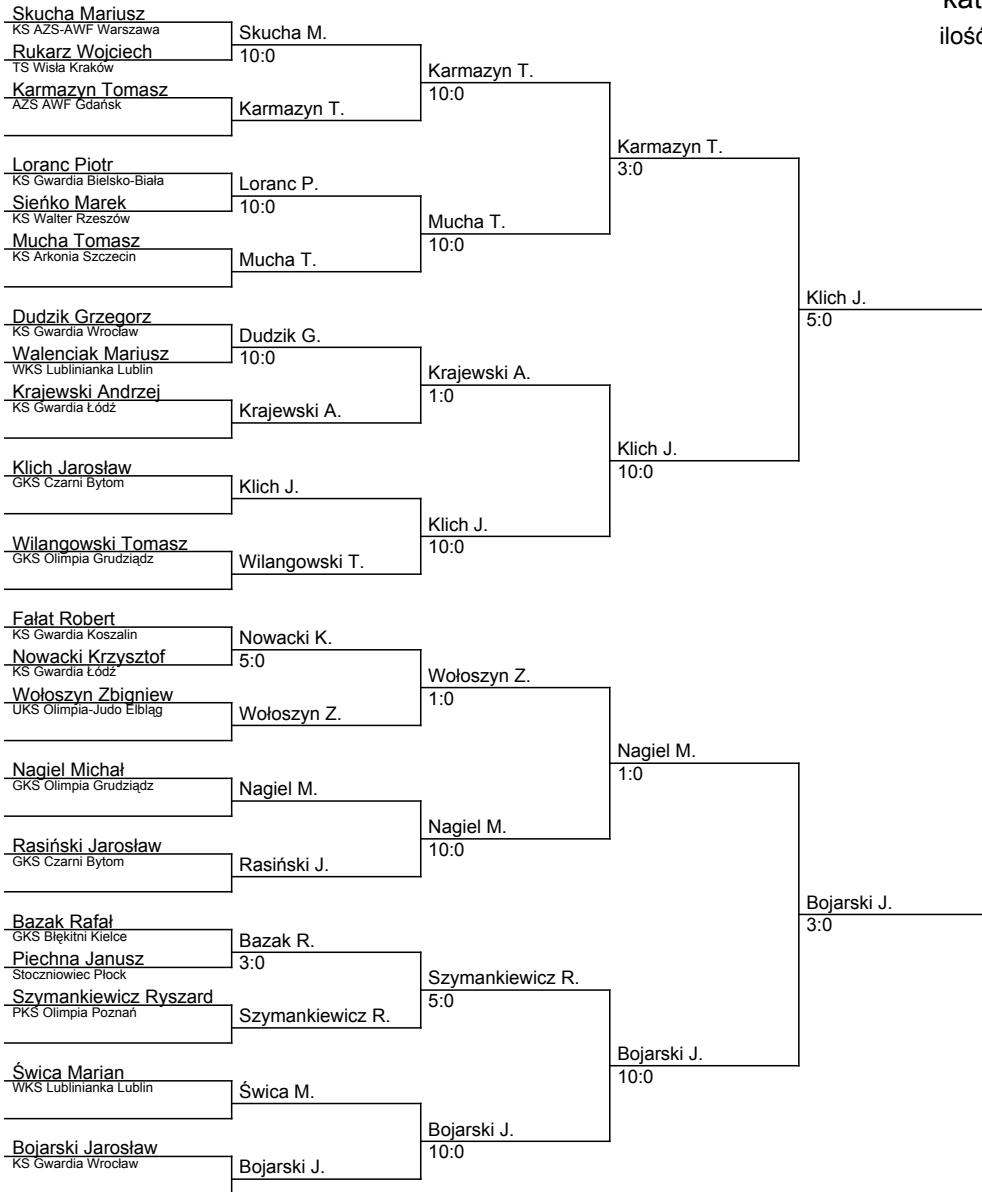 kat
ilość
Skucha Mariusz
KS AZS-AWF Warszawa
Rukarz Wojciech
TS Wisła Kraków
Karmazyn Tomasz
AZS AWF Gdańsk
Loranc Piotr
KS Gwardia Bielsko-Biała
Sieńko Marek
KS Walter Rzeszów
Mucha Tomasz
KS Arkonia Szczecin
Dudzik Grzegorz
KS Gwardia Wrocław
Walenciak Mariusz
WKS Lublinianka Lublin
Krajewski Andrzej
KS Gwardia Łódź
Klich Jarosław
GKS Czarni Bytom
Wilangowski Tomasz
GKS Olimpia Grudziądz
Fałat Robert
KS Gwardia Koszalin
Nowacki Krzysztof
KS Gwardia Łódź
Wołoszyn Zbigniew
UKS Olimpia-Judo Elbląg
Nagiel Michał
GKS Olimpia Grudziądz
Rasiński Jarosław
GKS Czarni Bytom
Bazak Rafał
GKS Błękitni Kielce
Piechna Janusz
Stoczniowiec Płock
Szymankiewicz Ryszard
PKS Olimpia Poznań
Świca Marian
WKS Lublinianka Lublin
Bojarski Jarosław
KS Gwardia Wrocław
Skucha M.
10:0
Karmazyn T.
Loranc P.
10:0
Mucha T.
Dudzik G.
10:0
Krajewski A.
Klich J.
Wilangowski T.
Nowacki K.
5:0
Wołoszyn Z.
Nagiel M.
Rasiński J.
Bazak R.
3:0
Szymankiewicz R.
Świca M.
Bojarski J.
Karmazyn T.
10:0
Mucha T.
10:0
Krajewski A.
1:0
Klich J.
10:0
Wołoszyn Z.
1:0
Nagiel M.
10:0
Szymankiewicz R.
5:0
Bojarski J.
10:0
Karmazyn T.
3:0
Klich J.
10:0
Nagiel M.
1:0
Bojarski J.
10:0
Klich J.
5:0
Bojarski J.
3:0